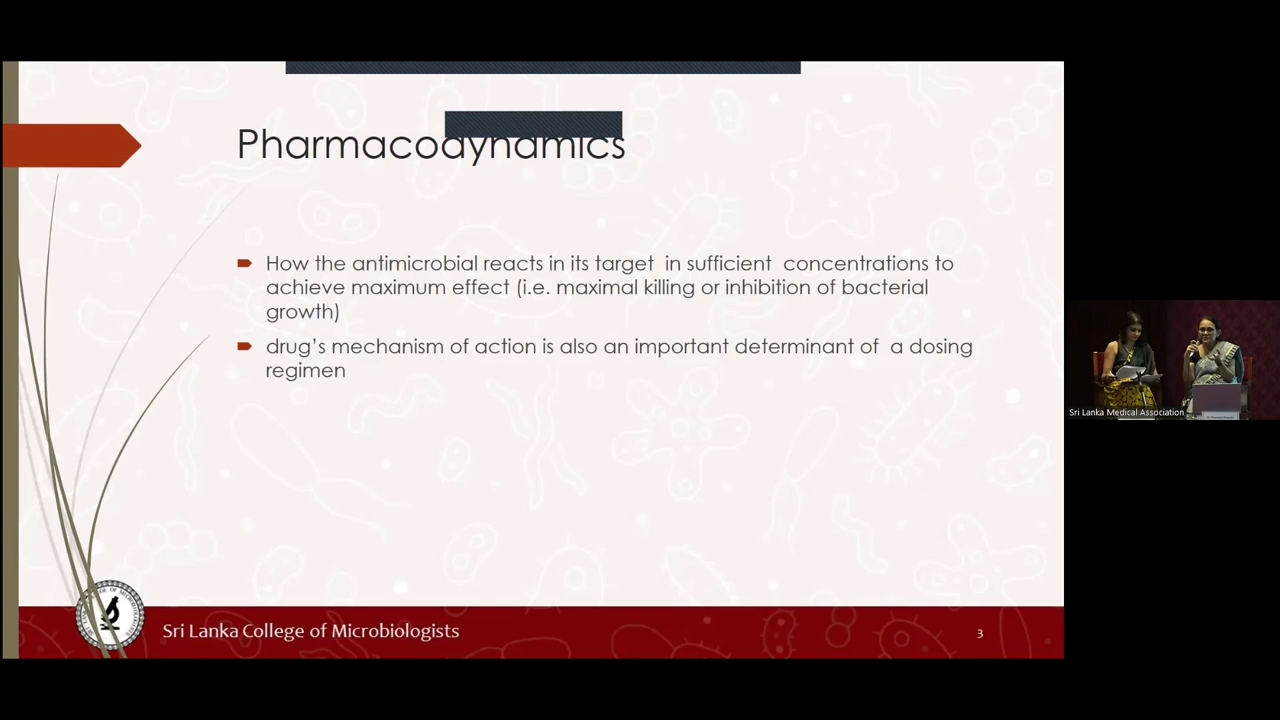 Pharmacodynamics
How the antimicrobial reacts in its target in sufficient concentrations to
achieve maximum effect (i.e. maximal killing or inhibition of bacterial
growth)
drug's mechanism of action is also an important determinant of a dosing
regimen
Sri Lanka College of Microbiologists
3
Sri Lanka Medical Association